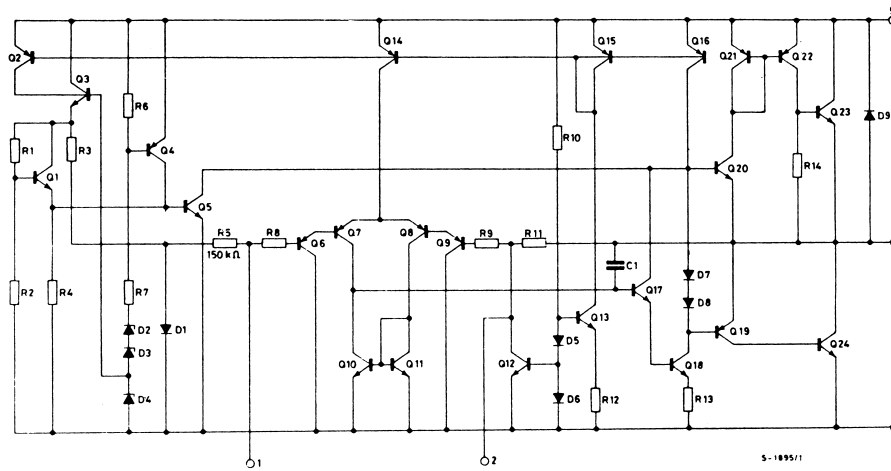 Q14
Q15
Q16
Q2
Q21
Q22
Q3
R6
Q23
D9
R10
R1
R3
Q4
R14
Q1
Q20
Q5
R5
150 kΩ
R8
Q6
Q7
Q8
Q9
R9
R11
C1
D7
R2
R4
R7
Q17
D8
D2
D1
Q13
Q19
D3
D5
Q10
Q11
Q12
Q18
Q24
D4
D6
R12
R13
1
2
S-1895/1